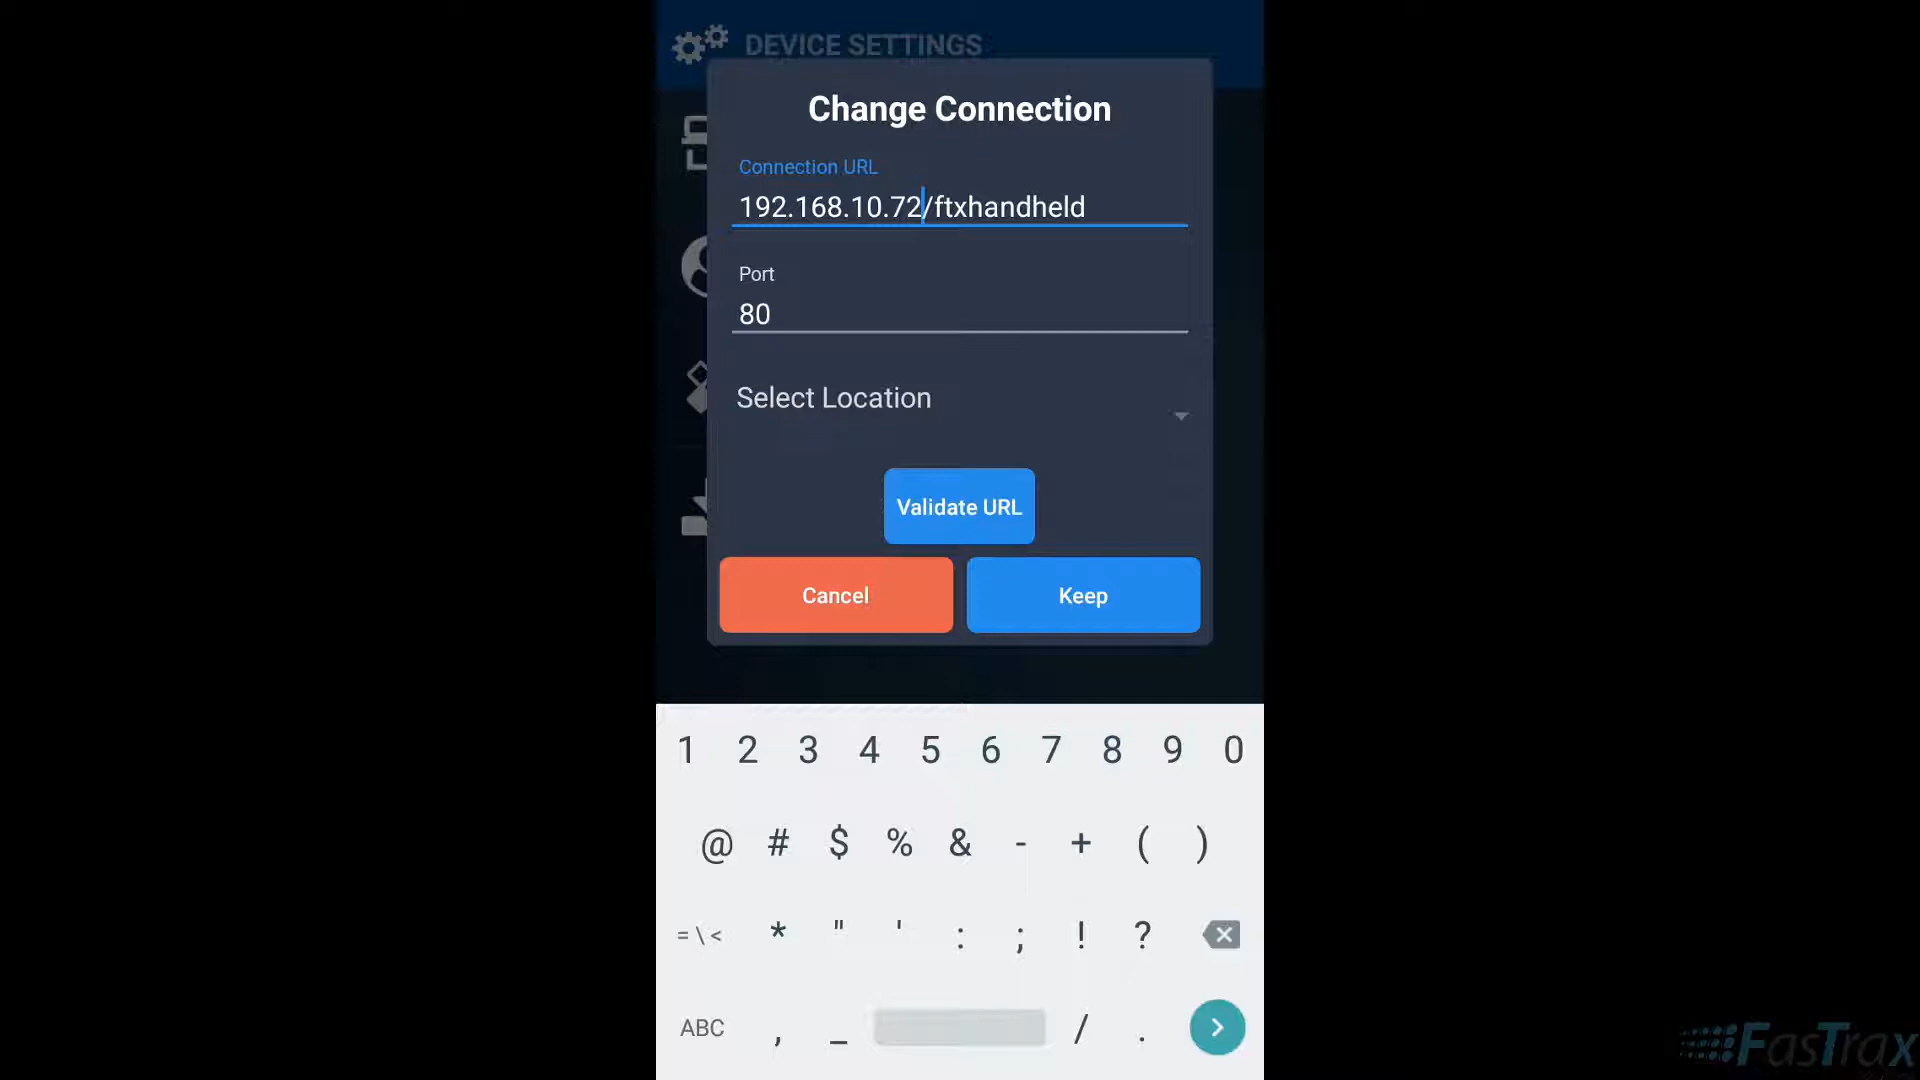 DEVICE SETTINGS
Change Connection
Connection URL
192.168.10.72/ftxhandheld
Port
80
Select Location
Validate URL
Cancel Keep
1 2 3 4 5 6 7 8 9 0
@ # $ % & - + ( )
= \ < * " ' : ; ! ?
ABC , _ / .
FasTrax